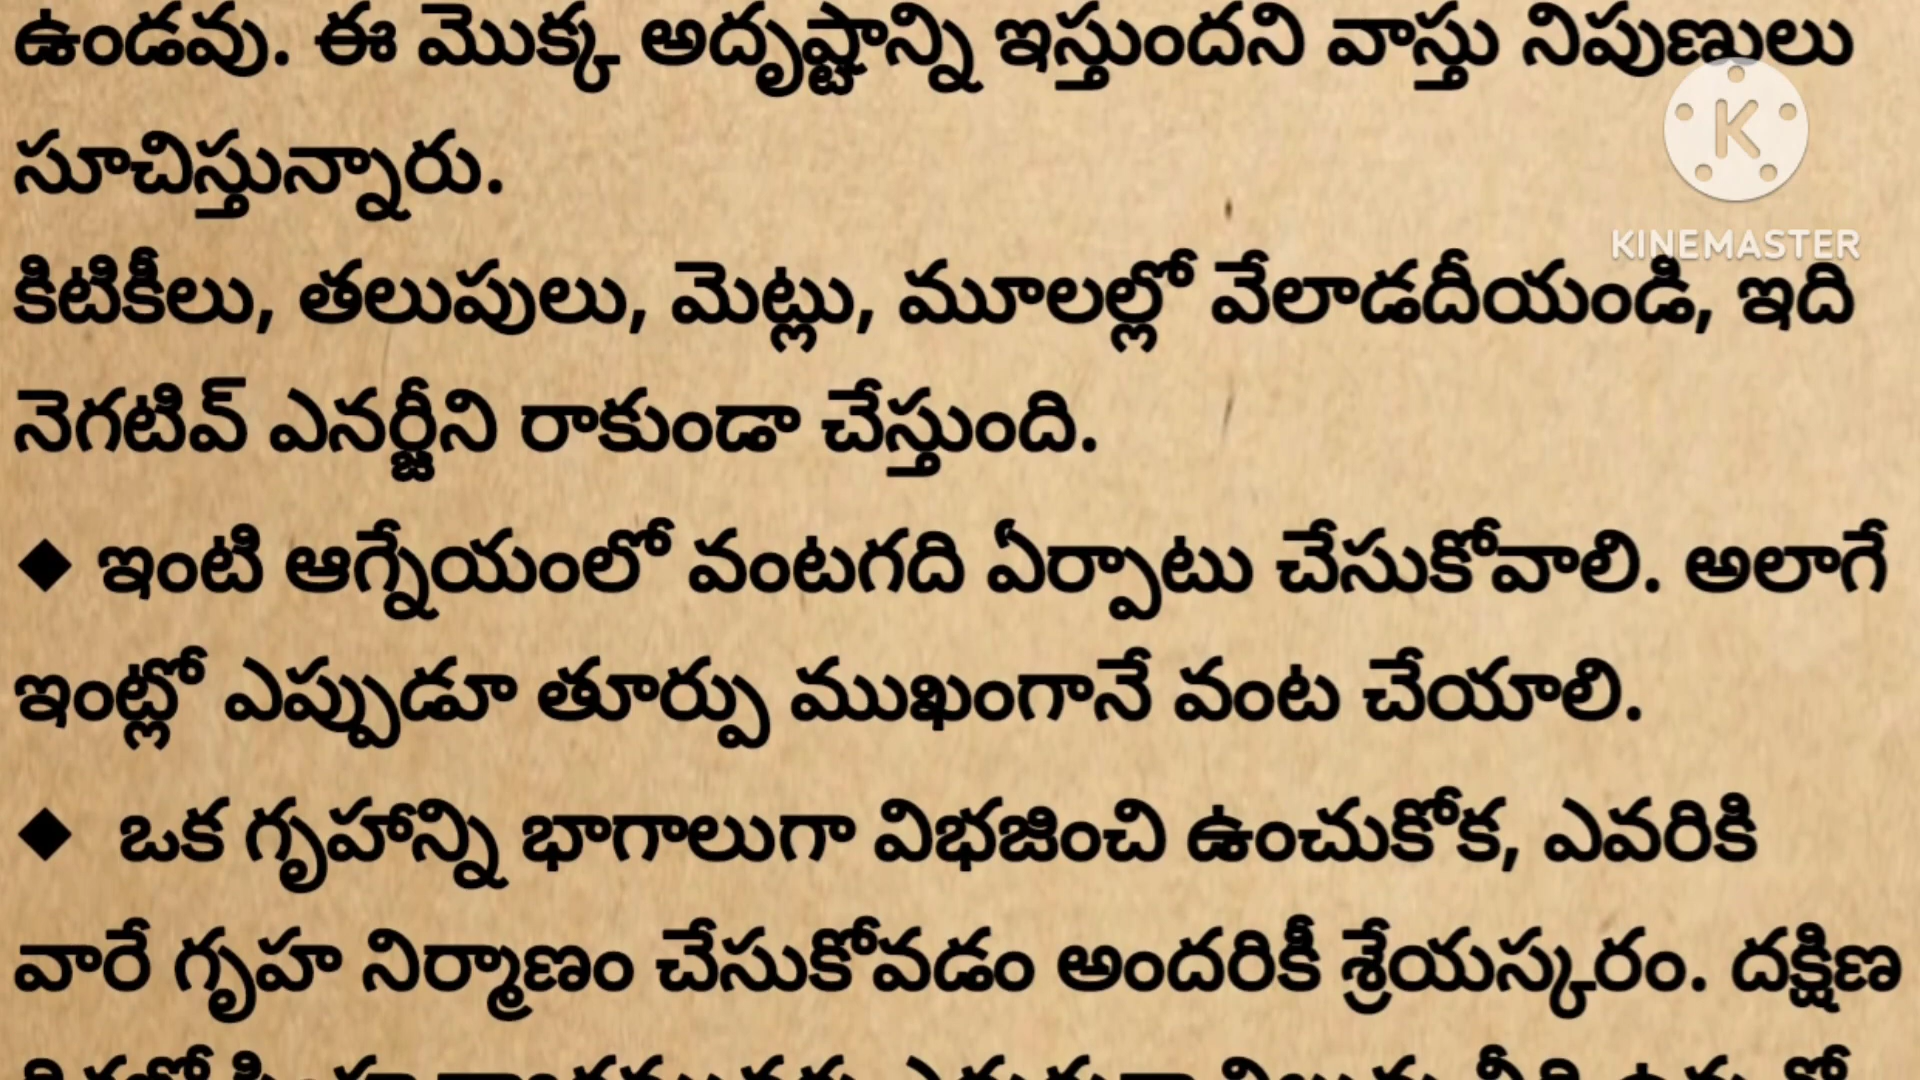 ఉండవు. ఈ మొక్క అదృష్టాన్ని ఇస్తుందని వాస్తు నిపుణులు
సూచిస్తున్నారు.
K
KINEMASTER
కిటికీలు, తలుపులు, మెట్లు, మూలల్లో వేలాడదీయండి, ఇది
నెగటివ్ ఎనర్జీని రాకుండా చేస్తుంది.
◆ ఇంటి ఆగ్నేయంలో వంటగది ఏర్పాటు చేసుకోవాలి. అలాగే
ఇంట్లో ఎప్పుడూ తూర్పు ముఖంగానే వంట చేయాలి.
◆ ఒక గృహాన్ని భాగాలుగా విభజించి ఉంచుకోక, ఎవరికి
వారే గృహ నిర్మాణం చేసుకోవడం అందరికీ శ్రేయస్కరం. దక్షిణ